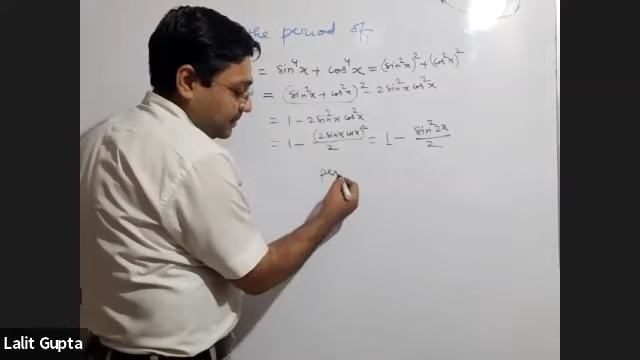 the period of
= sin⁴x + cos⁴x = (sin²x)² + (cos²x)²
= (sin²x + cos²x)² - 2sin²x cos²x
= 1 - 2sin²x cos²x
= 1 - (2sinx cosx)²/2 = 1 - sin²2x/2
per
Lalit Gupta